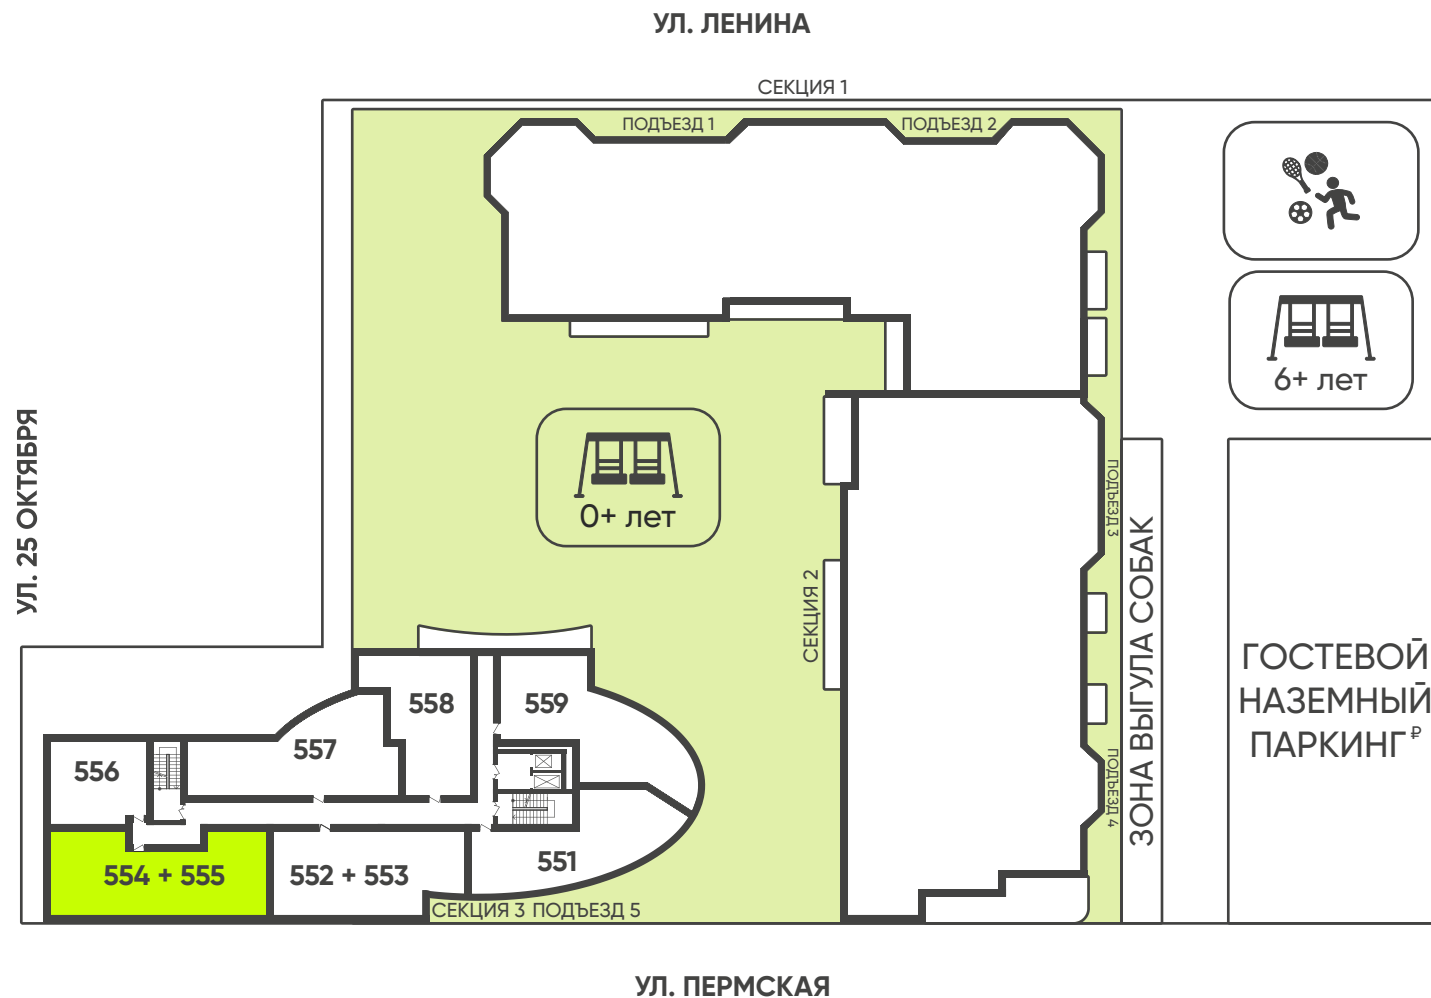 УЛ. ЛЕНИНА
СЕКЦИЯ 1
ПОДЪЕЗД 1
ПОДЪЕЗД 2
6+ лет
УЛ. 25 ОКТЯБРЯ
0+ лет
СЕКЦИЯ 2
ПОДЪЕЗД 3
ЗОНА ВЫГУЛА СОБАК
ГОСТЕВОЙ
НАЗЕМНЫЙ
ПАРКИНГ ₽
ПОДЪЕЗД 4
558
559
557
556
551
554 + 555
552 + 553
СЕКЦИЯ 3 ПОДЪЕЗД 5
УЛ. ПЕРМСКАЯ